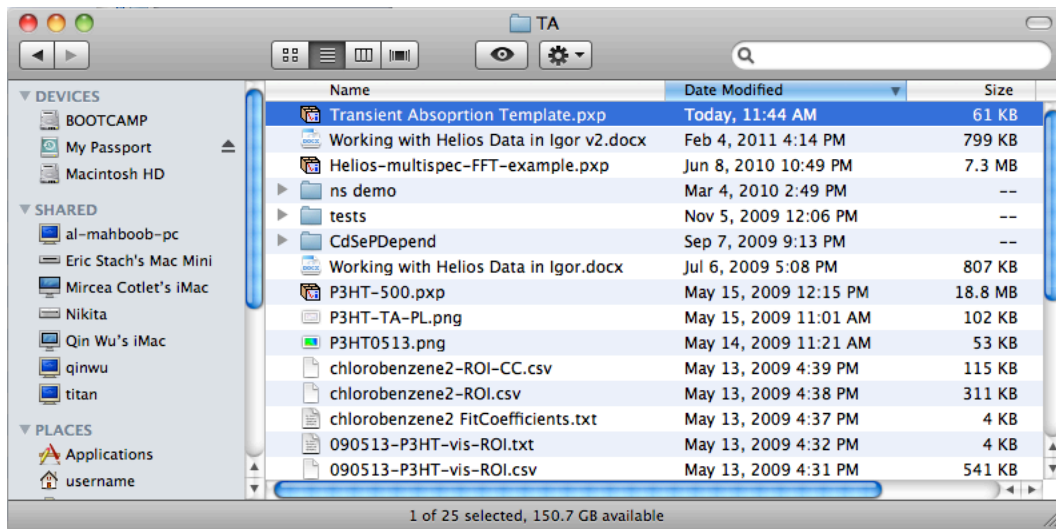 TA
DEVICES
BOOTCAMP
My Passport
Macintosh HD
SHARED
al-mahboob-pc
Eric Stach's Mac Mini
Mircea Cotlet's iMac
Nikita
Qin Wu's iMac
qinwu
titan
PLACES
Applications
username
Name Date Modified Size
Transient Absoprtion Template.pxp Today, 11:44 AM 61 KB
Working with Helios Data in Igor v2.docx Feb 4, 2011 4:14 PM 799 KB
Helios-multispec-FFT-example.pxp Jun 8, 2010 10:49 PM 7.3 MB
ns demo Mar 4, 2010 2:49 PM --
tests Nov 5, 2009 12:06 PM --
CdSePDepend Sep 7, 2009 9:13 PM --
Working with Helios Data in Igor.docx Jul 6, 2009 5:08 PM 807 KB
P3HT-500.pxp May 15, 2009 12:15 PM 18.8 MB
P3HT-TA-PL.png May 15, 2009 11:01 AM 102 KB
P3HT0513.png May 14, 2009 11:21 AM 53 KB
chlorobenzene2-ROI-CC.csv May 13, 2009 4:39 PM 115 KB
chlorobenzene2-ROI.csv May 13, 2009 4:38 PM 311 KB
chlorobenzene2 FitCoefficients.txt May 13, 2009 4:37 PM 4 KB
090513-P3HT-vis-ROI.txt May 13, 2009 4:32 PM 4 KB
090513-P3HT-vis-ROI.csv May 13, 2009 4:31 PM 541 KB
1 of 25 selected, 150.7 GB available